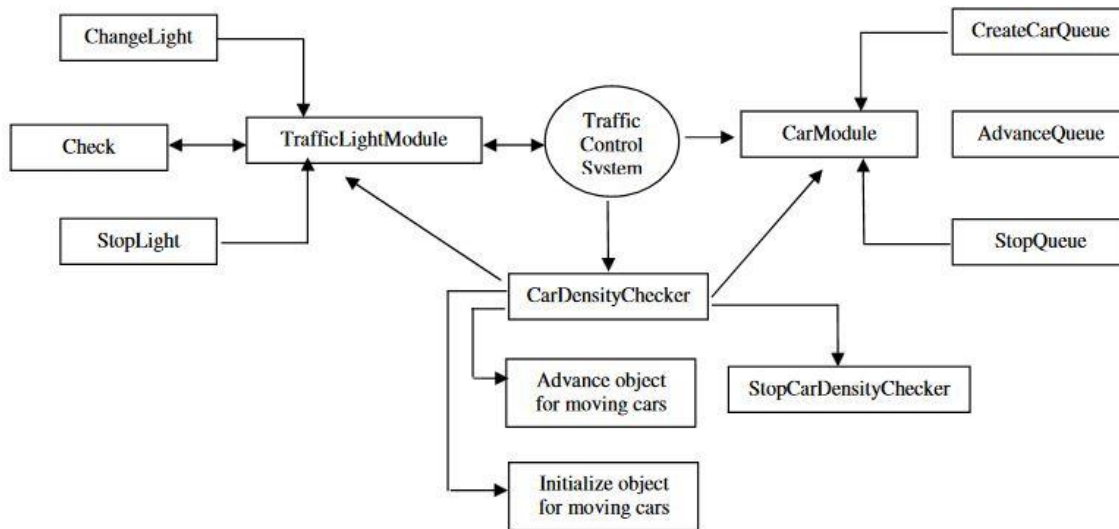 ChangeLight
CreateCarQueue
Check
TrafficLightModule
Traffic
Control
System
CarModule
AdvanceQueue
StopLight
StopQueue
CarDensityChecker
Advance object
for moving cars
StopCarDensityChecker
Initialize object
for moving cars